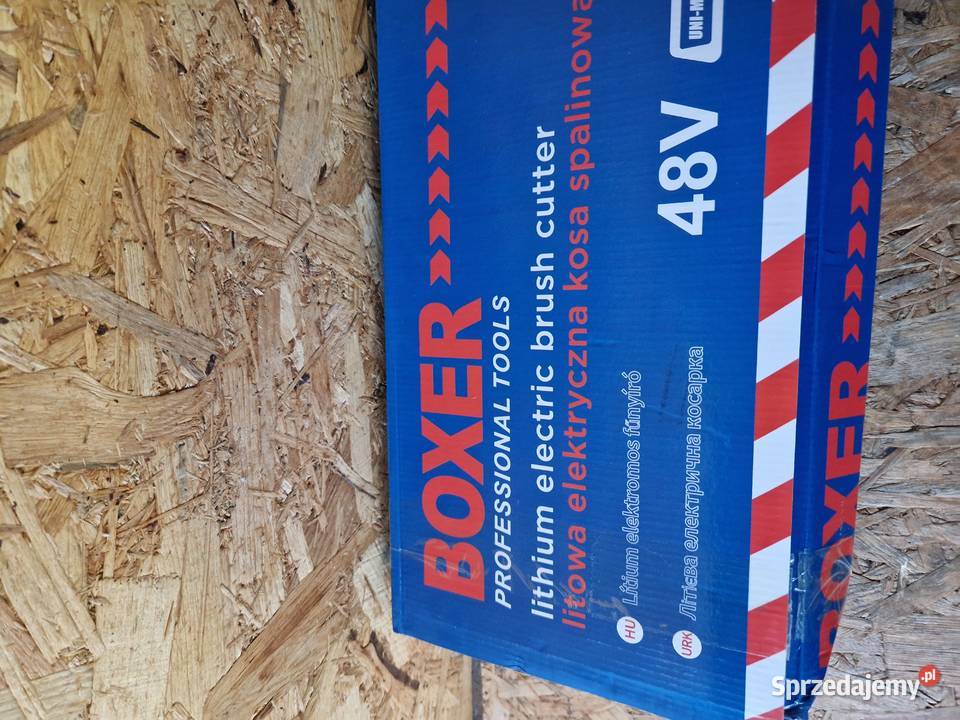 BOXER
PROFESSIONAL TOOLS
lithium electric brush cutter
litowa elektryczna kosa spalinowa
HU Lítium elektromos fűnyíró
URK Літієва електрична косарка
48V
UNI-M
BOXER
Sprzedajemy.pl